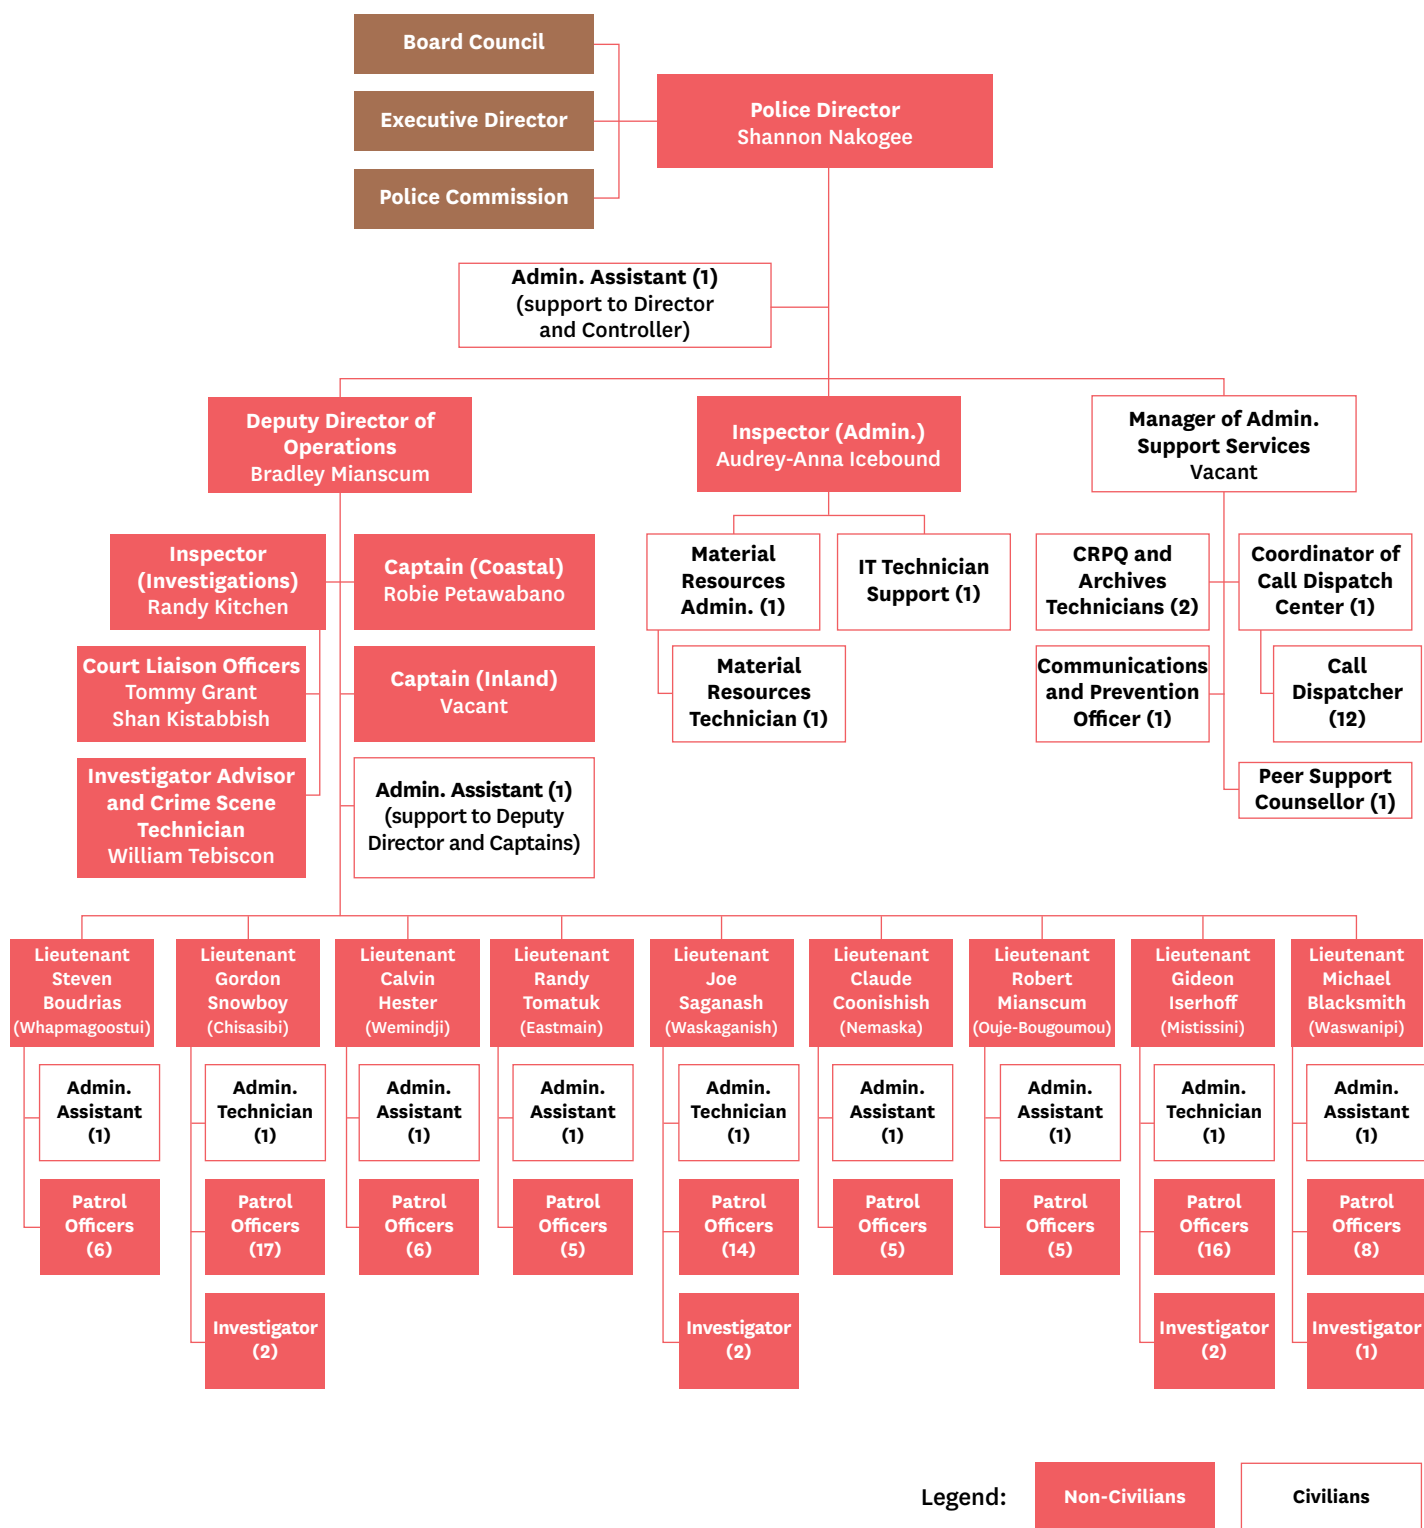 Board Council
Executive Director
Police Commission
Police Director
Shannon Nakogee
Admin. Assistant (1)
(support to Director
and Controller)
Deputy Director of
Operations
Bradley Mianscum
Inspector (Admin.)
Audrey-Anna Icebound
Manager of Admin.
Support Services
Vacant
Inspector
(Investigations)
Randy Kitchen
Captain (Coastal)
Robie Petawabano
Court Liaison Officers
Tommy Grant
Shan Kistabbish
Captain (Inland)
Vacant
Investigator Advisor
and Crime Scene
Technician
William Tebiscon
Admin. Assistant (1)
(support to Deputy
Director and Captains)
Material
Resources
Admin. (1)
IT Technician
Support (1)
Material
Resources
Technician (1)
CRPQ and
Archives
Technicians (2)
Coordinator of
Call Dispatch
Center (1)
Communications
and Prevention
Officer (1)
Call
Dispatcher
(12)
Peer Support
Counsellor (1)
Lieutenant
Steven
Boudrias
(Whapmagoostui)
Admin.
Assistant
(1)
Patrol
Officers
(6)
Lieutenant
Gordon
Snowboy
(Chisasibi)
Admin.
Technician
(1)
Patrol
Officers
(17)
Investigator
(2)
Lieutenant
Calvin
Hester
(Wemindji)
Admin.
Assistant
(1)
Patrol
Officers
(6)
Lieutenant
Randy
Tomatuk
(Eastmain)
Admin.
Assistant
(1)
Patrol
Officers
(5)
Lieutenant
Joe
Saganash
(Waskaganish)
Admin.
Technician
(1)
Patrol
Officers
(14)
Investigator
(2)
Lieutenant
Claude
Coonishish
(Nemaska)
Admin.
Assistant
(1)
Patrol
Officers
(5)
Lieutenant
Robert
Mianscum
(Ouje-Bougoumou)
Admin.
Assistant
(1)
Patrol
Officers
(5)
Lieutenant
Gideon
Iserhoff
(Mistissini)
Admin.
Technician
(1)
Patrol
Officers
(16)
Investigator
(2)
Lieutenant
Michael
Blacksmith
(Waswanipi)
Admin.
Assistant
(1)
Patrol
Officers
(8)
Investigator
(1)
Legend:
Non-Civilians
Civilians